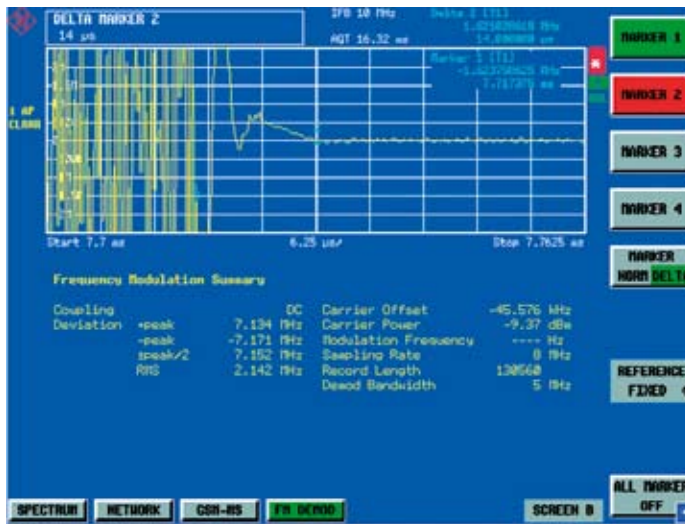 DELTA MARKER 2
14 µs
IFB 10 MHz
AQT 16.32 ms
Delta 2 [T1]
Marker 1 [T1]
MARKER 1
MARKER 2
MARKER 3
MARKER 4
MARKER
NORM DELTA
REFERENCE
FIXED
ALL MARKER
OFF
1 AP
CLRWR
Start 7.7 ms
6.25 µs/
Stop 7.7625 ms
Frequency Modulation Summary
Coupling DC
Deviation +peak 7.134 MHz
-peak -7.171 MHz
±peak/2 7.152 MHz
RMS 2.142 MHz
Carrier Offset -45.576 kHz
Carrier Power -9.37 dBm
Modulation Frequency ---- Hz
Sampling Rate 8 MHz
Record Length 130560
Demod Bandwidth 5 MHz
SPECTRUM
NETWORK
GSM-MS
FM DEMOD
SCREEN B